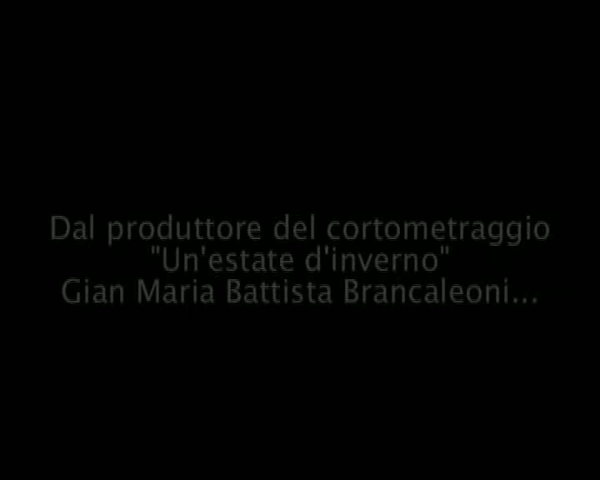 Dal produttore del cortometraggio
"Un'estate d'inverno"
Gian Maria Battista Brancaleoni...